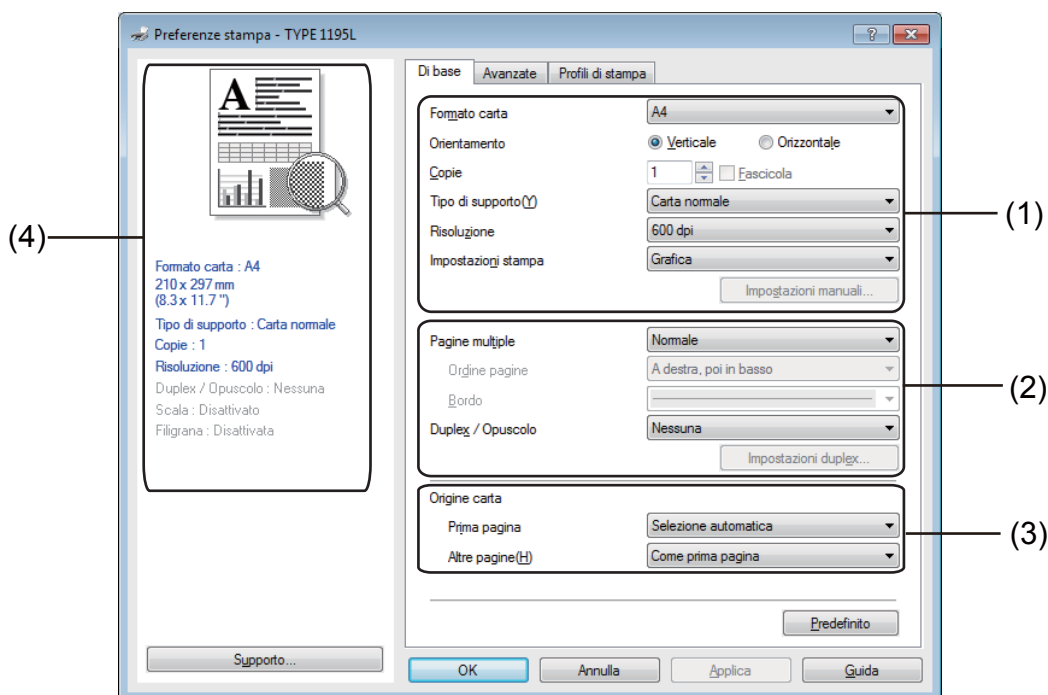 Preferenze stampa - TYPE 1195L
?
Di base Avanzate Profili di stampa
A
Formato carta A4
Orientamento Verticale Orizzontale
Copie 1 Fascicola
Tipo di supporto(Y) Carta normale
Risoluzione 600 dpi
Impostazioni stampa Grafica
Impostazioni manuali...
(1)
Pagine multiple Normale
Ordine pagine A destra, poi in basso
Bordo
Duplex / Opuscolo Nessuna
Impostazioni duplex...
(2)
Origine carta
Prima pagina Selezione automatica
Altre pagine(H) Come prima pagina
(3)
Predefinito
(4)
Formato carta : A4
210 x 297 mm
(8.3 x 11.7 ")
Tipo di supporto : Carta normale
Copie : 1
Risoluzione : 600 dpi
Duplex / Opuscolo : Nessuna
Scala : Disattivato
Filigrana : Disattivata
Supporto...
OK Annulla Applica Guida